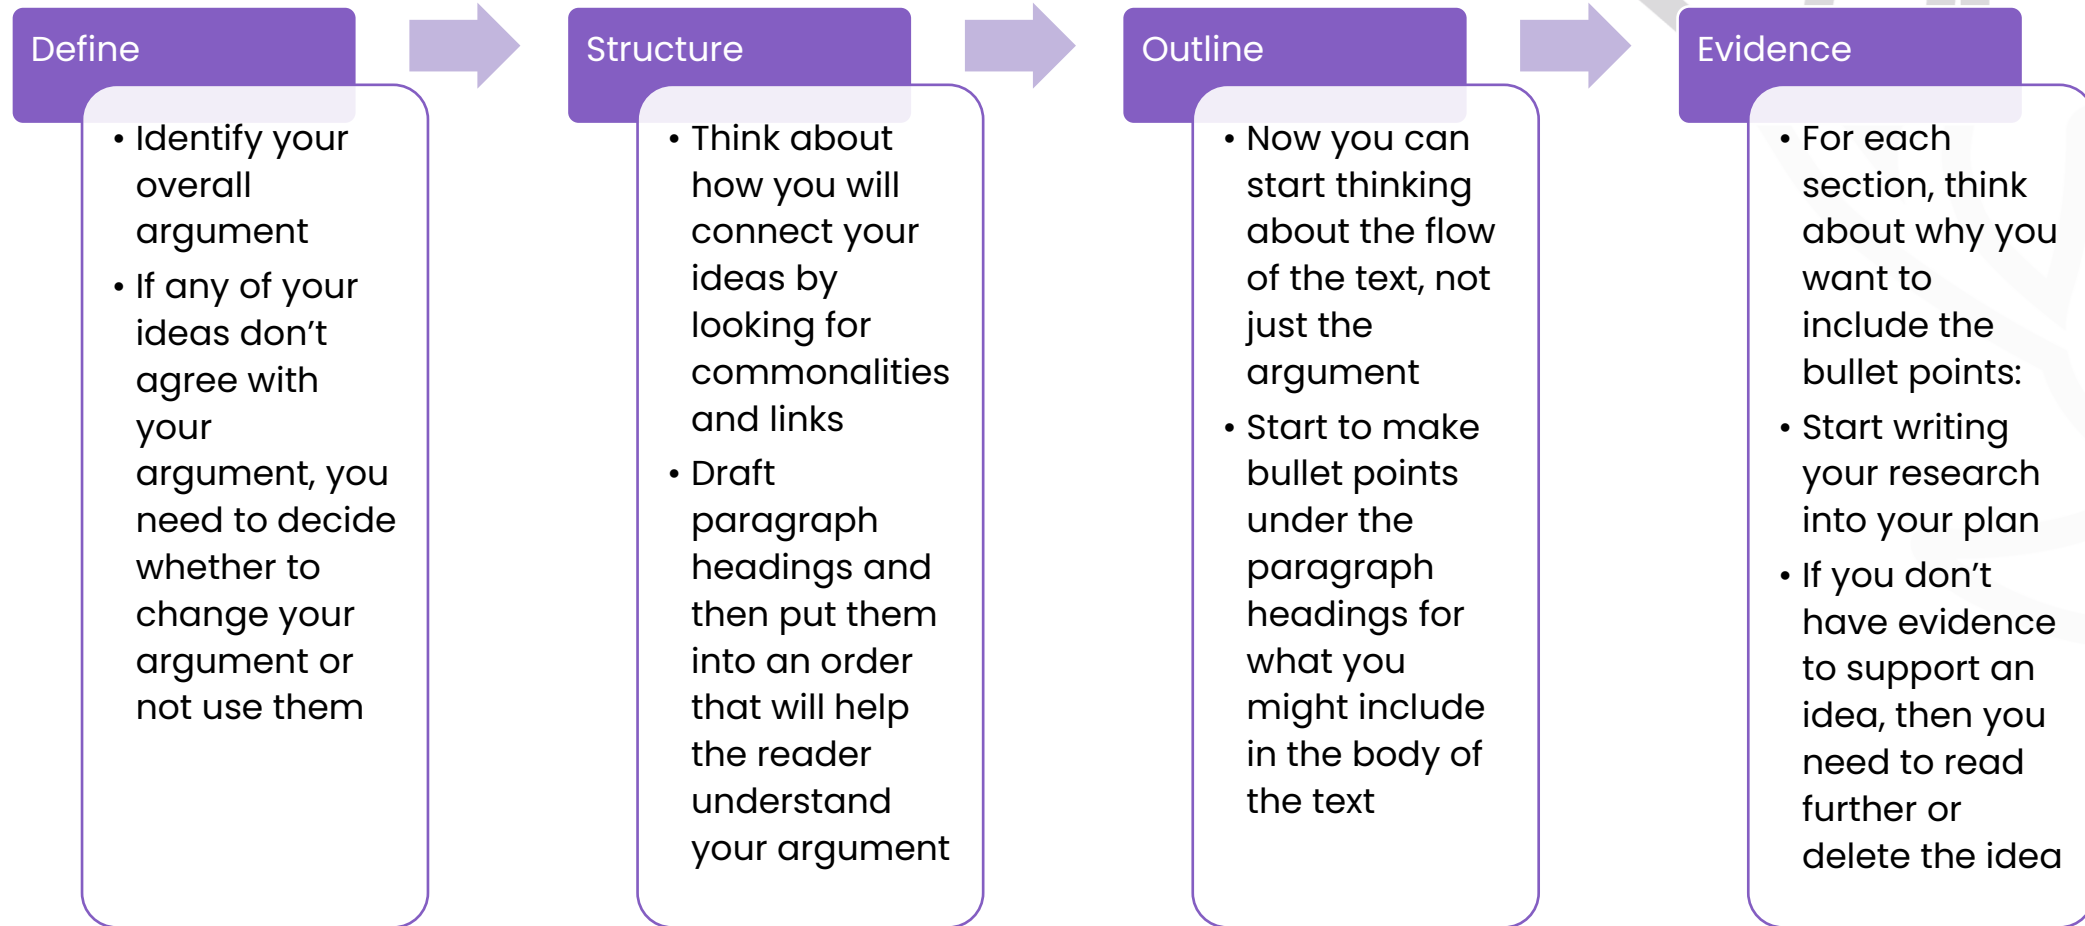 Define
• Identify your
overall
argument
• If any of your
ideas don’t
agree with
your
argument, you
need to decide
whether to
change your
argument or
not use them
Structure
• Think about
how you will
connect your
ideas by
looking for
commonalities
and links
• Draft
paragraph
headings and
then put them
into an order
that will help
the reader
understand
your argument
Outline
• Now you can
start thinking
about the flow
of the text, not
just the
argument
• Start to make
bullet points
under the
paragraph
headings for
what you
might include
in the body of
the text
Evidence
• For each
section, think
about why you
want to
include the
bullet points:
• Start writing
your research
into your plan
• If you don’t
have evidence
to support an
idea, then you
need to read
further or
delete the idea